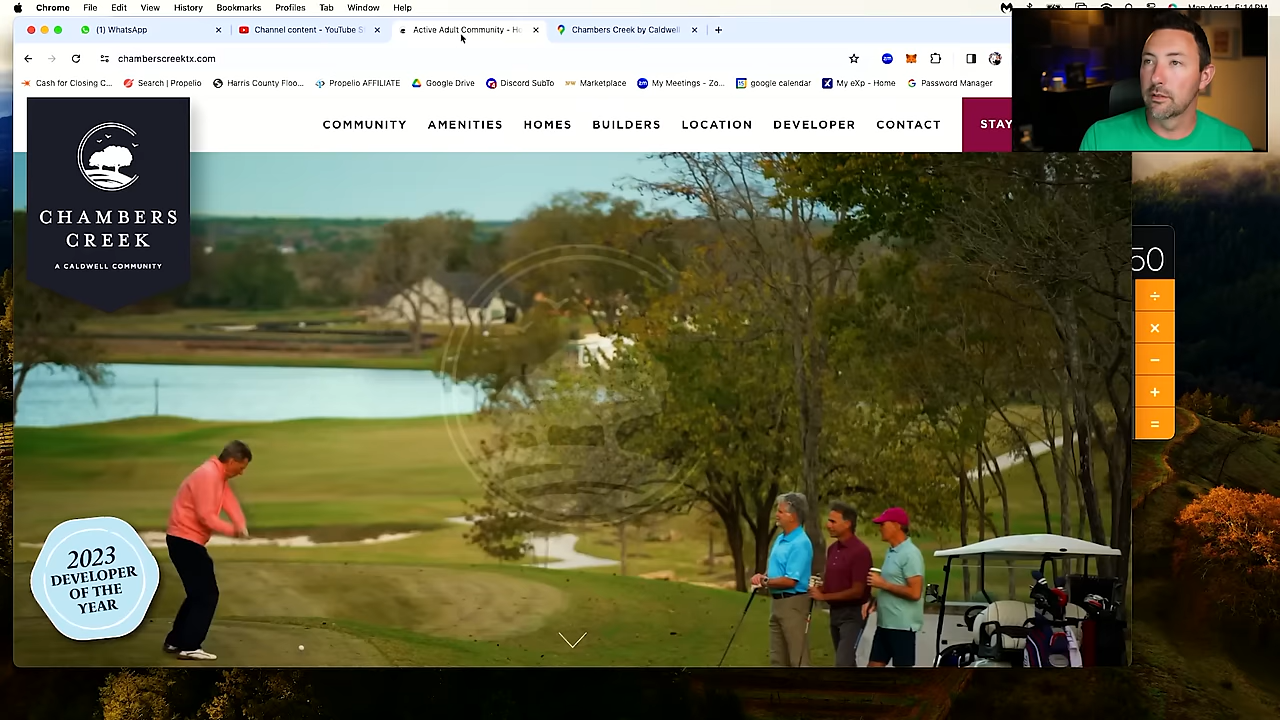 Chrome File Edit View History Bookmarks Profiles Tab Window Help
(1) WhatsApp
Channel content - YouTube S
Active Adult Community - Ho
Chambers Creek by Caldwell
chamberscreektx.com
Cash for Closing C... Search | Propelio Harris County Floo... Propelio AFFILIATE Google Drive Discord SubTo Marketplace My Meetings - Zo... google calendar My eXp - Home Password Manager
COMMUNITY AMENITIES HOMES BUILDERS LOCATION DEVELOPER CONTACT STAY
CHAMBERS
CREEK
A CALDWELL COMMUNITY
50
÷
×
−
+
=
2023
DEVELOPER
OF THE
YEAR